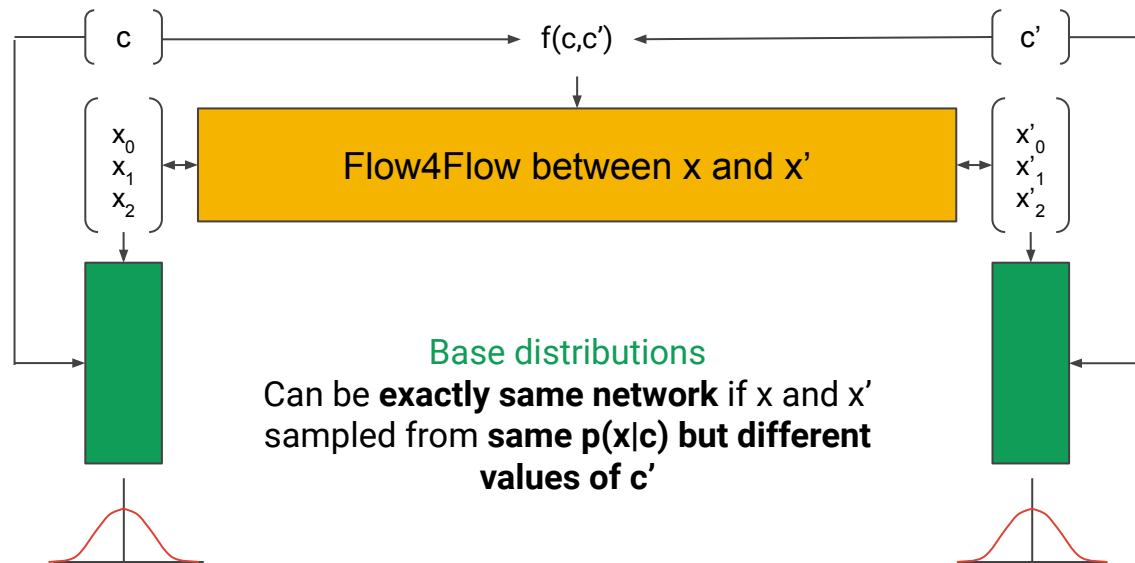 c
f(c,c’)
c’
x₀
x₁
x₂
Flow4Flow between x and x’
x’₀
x’₁
x’₂
Base distributions
Can be exactly same network if x and x’
sampled from same p(x|c) but different
values of c’